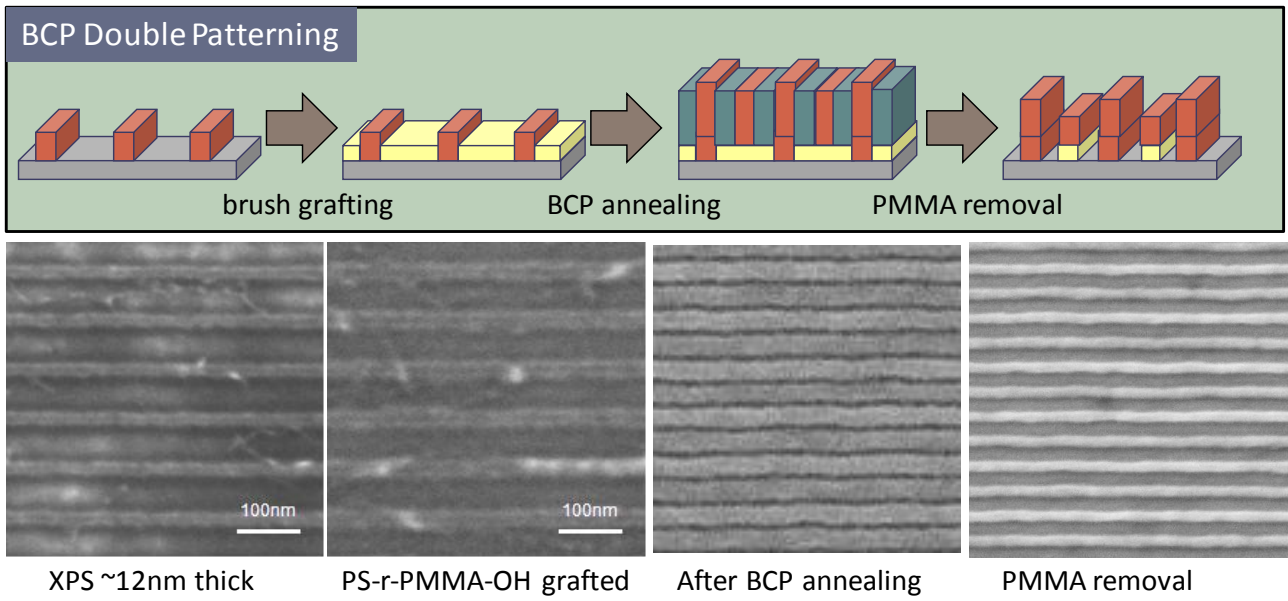 BCP Double Patterning
brush grafting
BCP annealing
PMMA removal
100nm
100nm
XPS ~12nm thick
PS-r-PMMA-OH grafted
After BCP annealing
PMMA removal